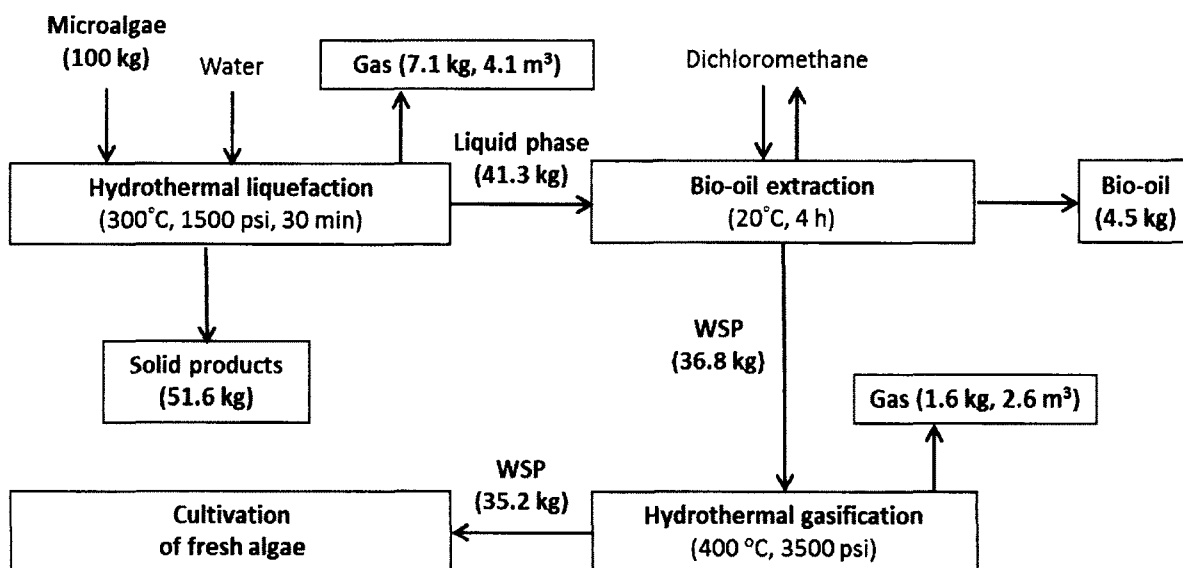 Microalgae
(100 kg)
Water
Gas (7.1 kg, 4.1 m³)
Dichloromethane
Hydrothermal liquefaction
(300°C, 1500 psi, 30 min)
Liquid phase
(41.3 kg)
Bio-oil extraction
(20°C, 4 h)
Bio-oil
(4.5 kg)
Solid products
(51.6 kg)
WSP
(36.8 kg)
Gas (1.6 kg, 2.6 m³)
Hydrothermal gasification
(400 °C, 3500 psi)
WSP
(35.2 kg)
Cultivation
of fresh algae